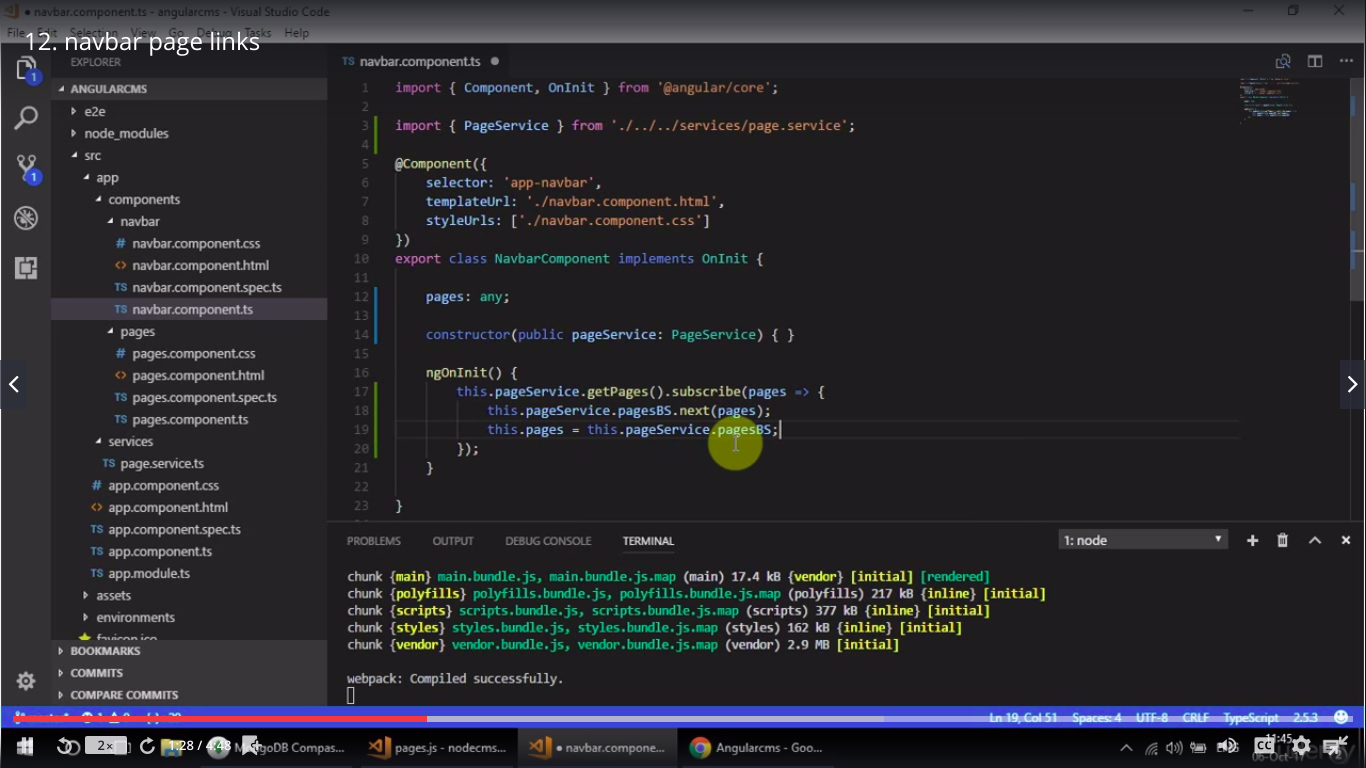 navbar.component.ts - angularcms - Visual Studio Code
File Edit Selection View Go Debug Tasks Help
12. navbar page links
EXPLORER
ANGULARCMS
e2e
node_modules
src
app
components
navbar
# navbar.component.css
<> navbar.component.html
TS navbar.component.spec.ts
TS navbar.component.ts
pages
# pages.component.css
<> pages.component.html
TS pages.component.spec.ts
TS pages.component.ts
services
TS page.service.ts
# app.component.css
<> app.component.html
TS app.component.spec.ts
TS app.component.ts
TS app.module.ts
assets
environments
favicon.ico
BOOKMARKS
COMMITS
COMPARE COMMITS
1
1
TS navbar.component.ts
1 import { Component, OnInit } from '@angular/core';
2
3 import { PageService } from './../../services/page.service';
4
5 @Component({
6 selector: 'app-navbar',
7 templateUrl: './navbar.component.html',
8 styleUrls: ['./navbar.component.css']
9 })
10 export class NavbarComponent implements OnInit {
11
12 pages: any;
13
14 constructor(public pageService: PageService) { }
15
16 ngOnInit() {
17 this.pageService.getPages().subscribe(pages => {
18 this.pageService.pagesBS.next(pages);
19 this.pages = this.pageService.pagesBS;
20 });
21 }
22
23 }
PROBLEMS OUTPUT DEBUG CONSOLE TERMINAL 1: node
chunk {main} main.bundle.js, main.bundle.js.map (main) 17.4 kB {vendor} [initial] [rendered]
chunk {polyfills} polyfills.bundle.js, polyfills.bundle.js.map (polyfills) 217 kB {inline} [initial]
chunk {scripts} scripts.bundle.js, scripts.bundle.js.map (scripts) 377 kB {inline} [initial]
chunk {styles} styles.bundle.js, styles.bundle.js.map (styles) 162 kB {inline} [initial]
chunk {vendor} vendor.bundle.js, vendor.bundle.js.map (vendor) 2.9 MB [initial]
webpack: Compiled successfully.
Ln 19, Col 51 Spaces: 4 UTF-8 CRLF TypeScript 2.5.3
2x 1:28 / 4:48 MongoDB Compas... pages.js - nodecms... navbar.compone... Angularcms - Goo... CC 11:45
06-Oct-17